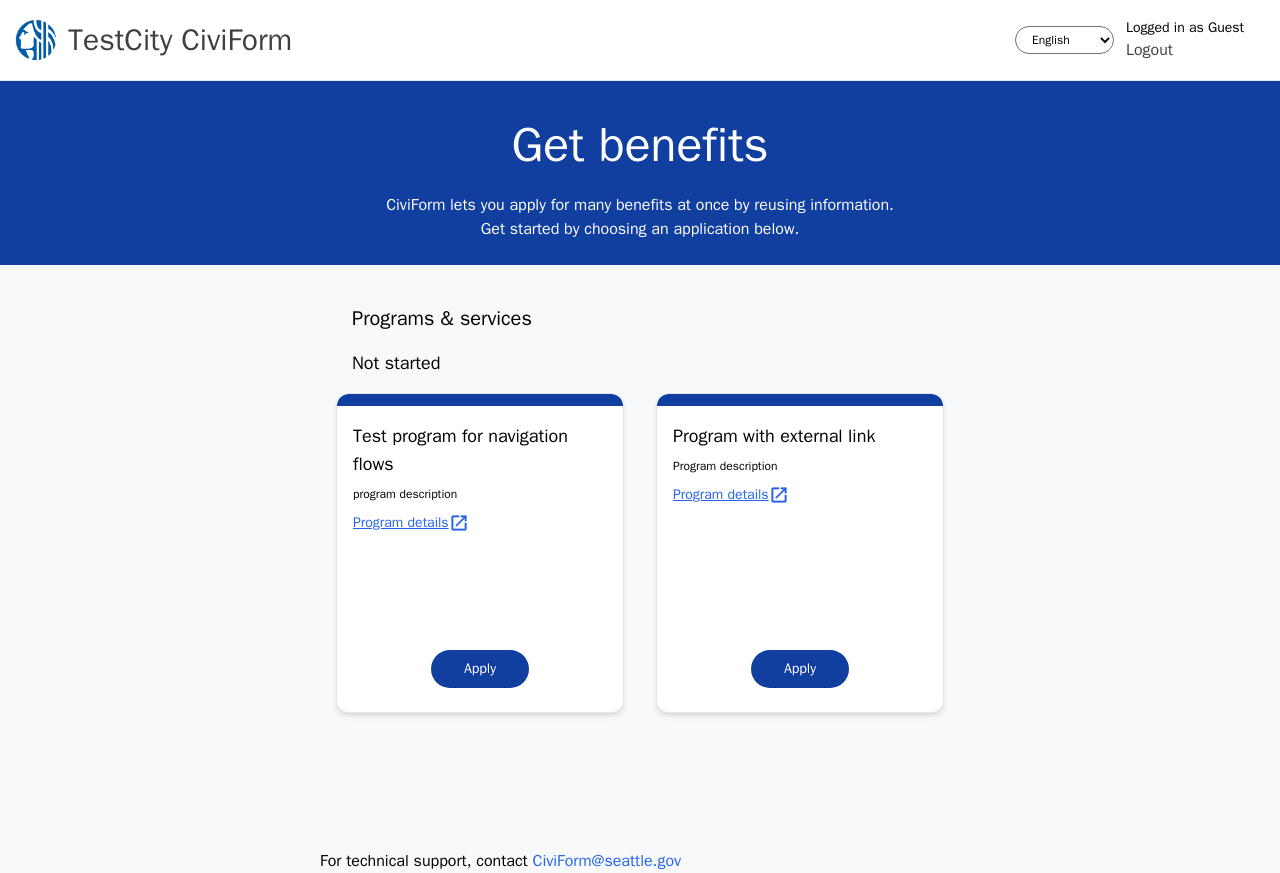 TestCity CiviForm
English
Logged in as Guest
Logout
Get benefits
CiviForm lets you apply for many benefits at once by reusing information.
Get started by choosing an application below.
Programs & services
Not started
Test program for navigation
flows
program description
Program details
Apply
Program with external link
Program description
Program details
Apply
For technical support, contact CiviForm@seattle.gov